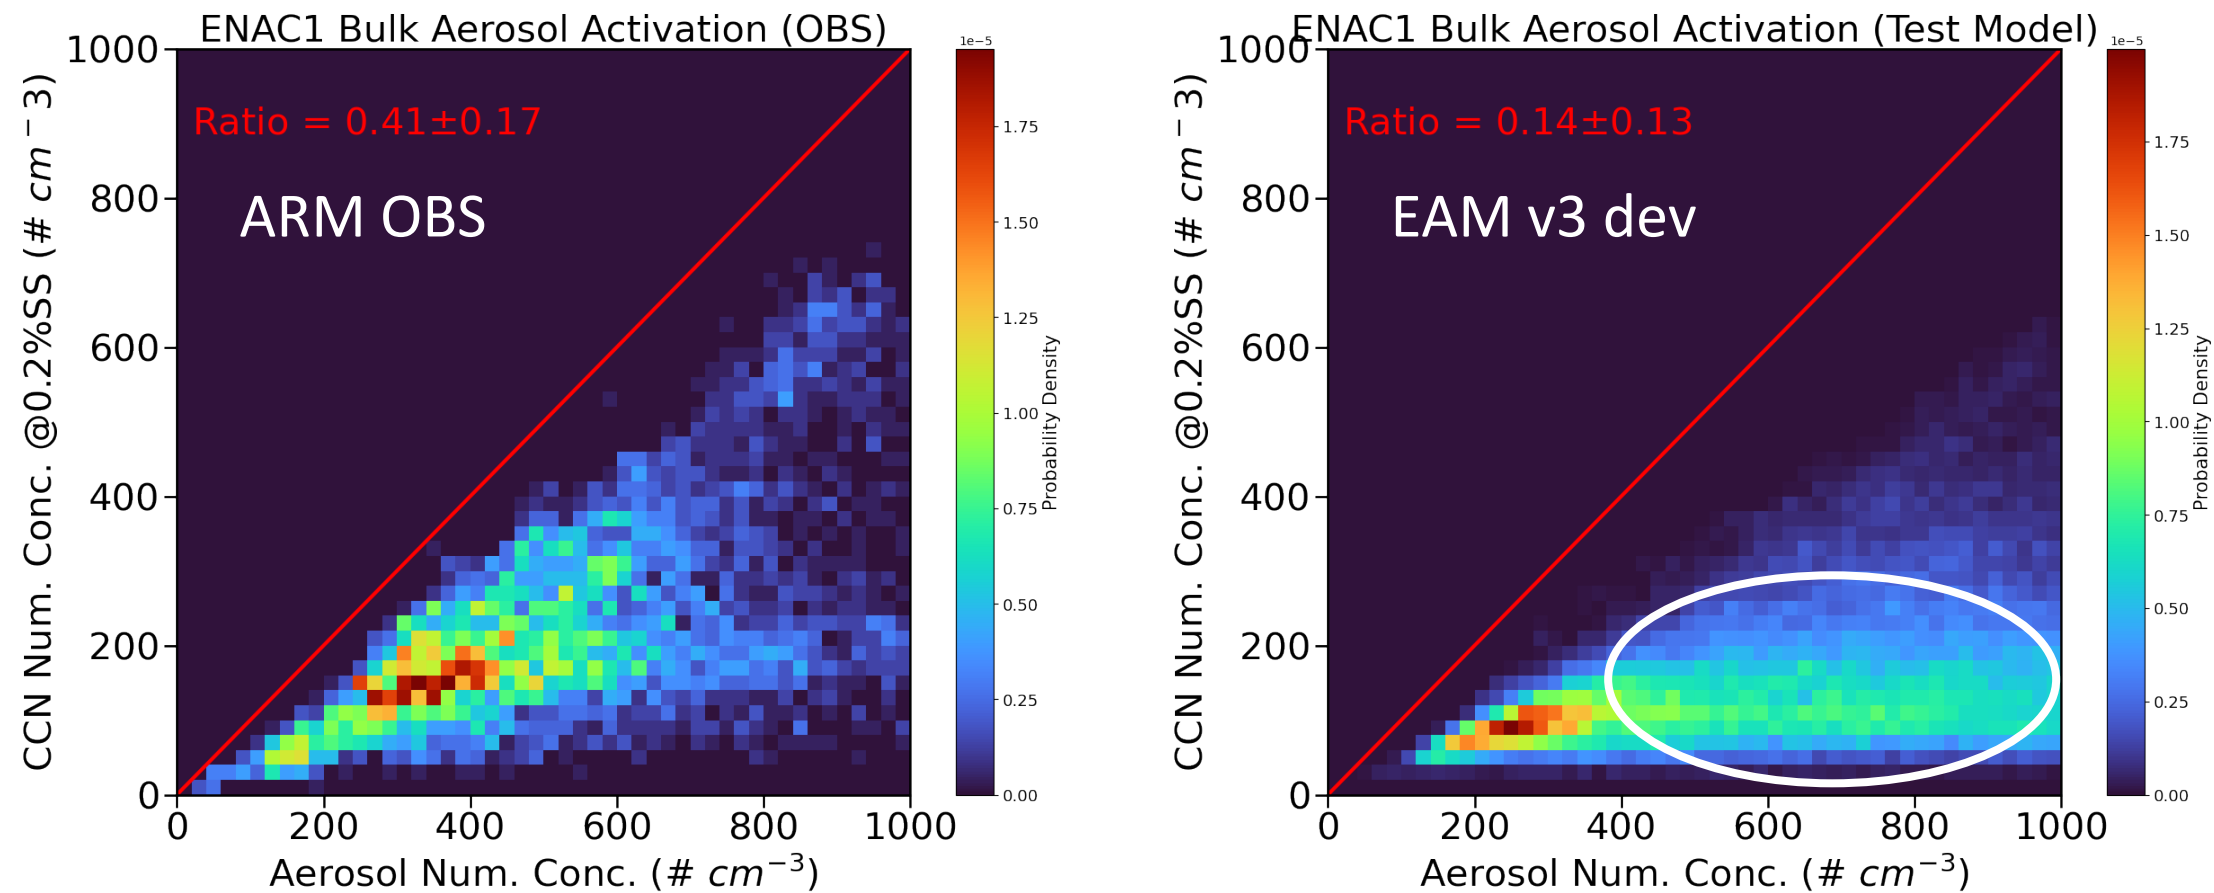 ENAC1 Bulk Aerosol Activation (OBS)
1000
800
600
400
200
0
CCN Num. Conc. @0.2%SS (# cm − 3)
Ratio = 0.41±0.17
ARM OBS
0
200
400
600
800
1000
Aerosol Num. Conc. (# cm⁻³)
1e−5
1.75
1.50
1.25
1.00
0.75
0.50
0.25
0.00
Probability Density
ENAC1 Bulk Aerosol Activation (Test Model)
1000
800
600
400
200
0
CCN Num. Conc. @0.2%SS (# cm − 3)
Ratio = 0.14±0.13
EAM v3 dev
0
200
400
600
800
1000
Aerosol Num. Conc. (# cm⁻³)
1e−5
1.75
1.50
1.25
1.00
0.75
0.50
0.25
0.00
Probability Density